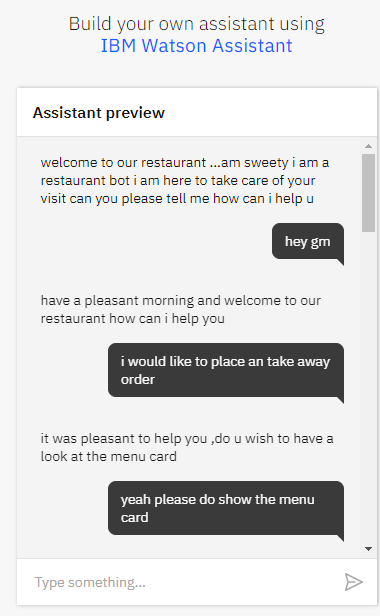 Build your own assistant using
IBM Watson Assistant
Assistant preview
welcome to our restaurant ...am sweety i am a
restaurant bot i am here to take care of your
visit can you please tell me how can i help u
hey gm
have a pleasant morning and welcome to our
restaurant how can i help you
i would like to place an take away
order
it was pleasant to help you ,do u wish to have a
look at the menu card
yeah please do show the menu
card
Type something...